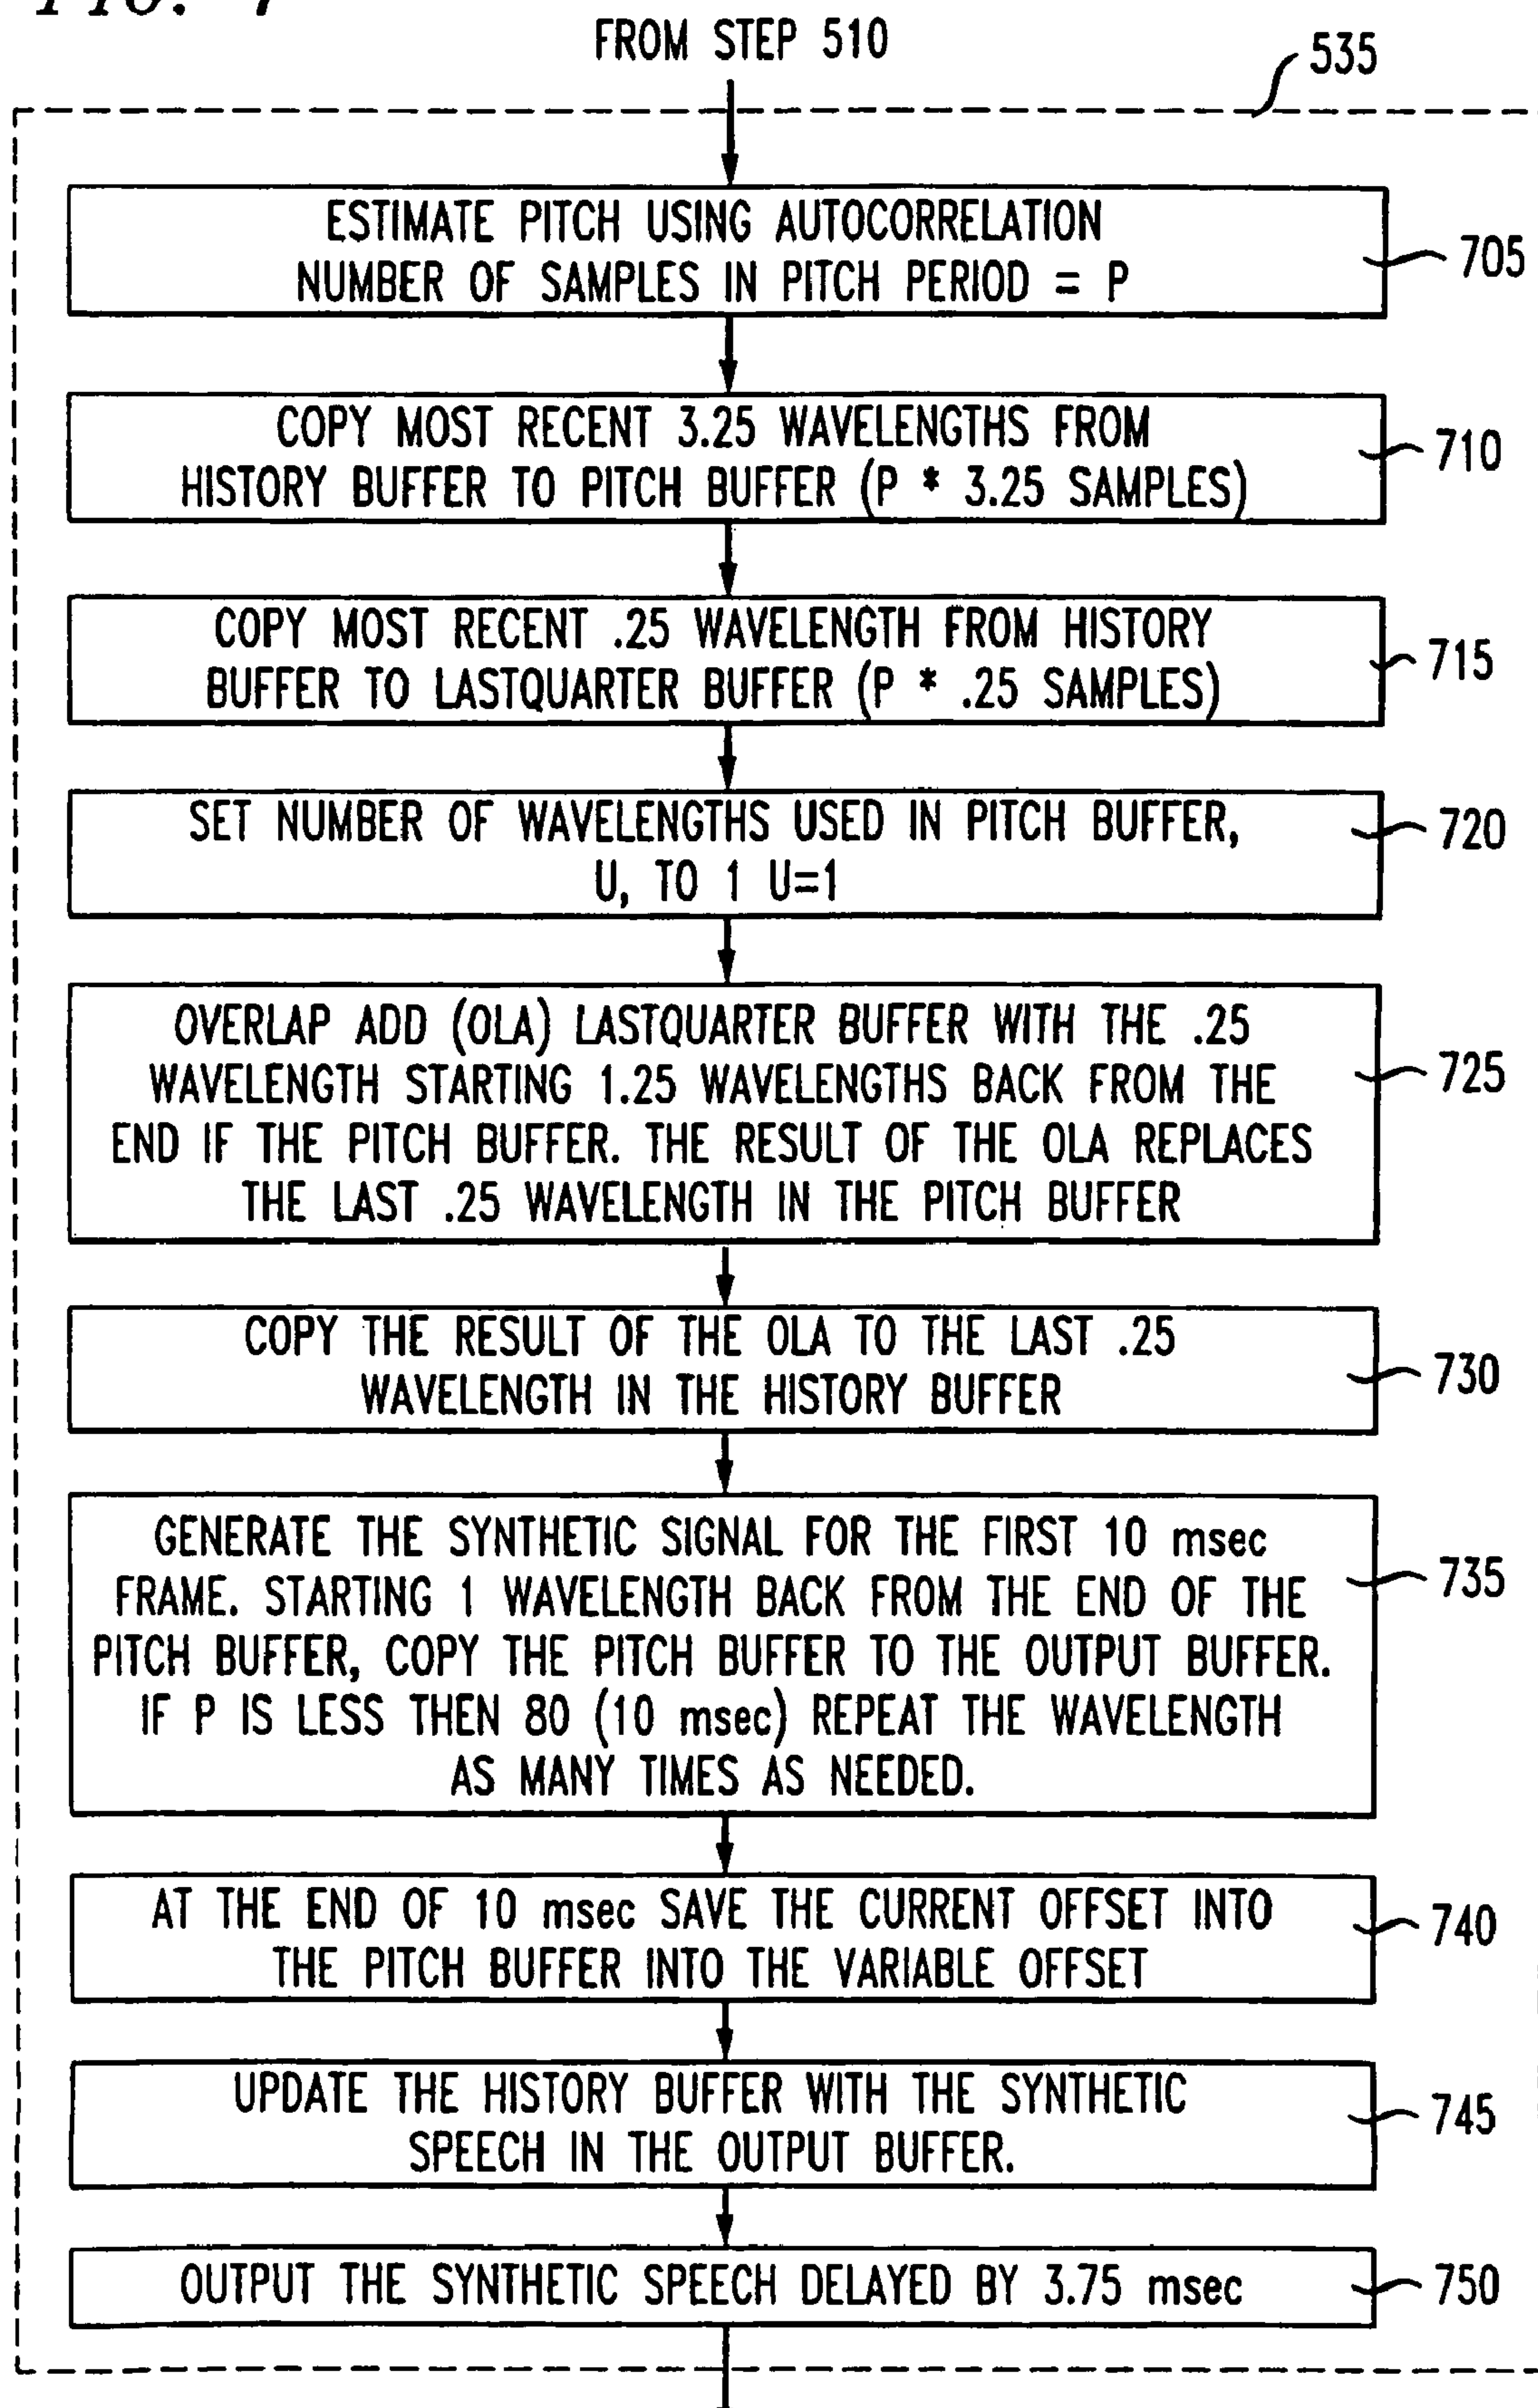 FIG. 7
FROM STEP 510
535
ESTIMATE PITCH USING AUTOCORRELATION
NUMBER OF SAMPLES IN PITCH PERIOD = P
705
COPY MOST RECENT 3.25 WAVELENGTHS FROM
HISTORY BUFFER TO PITCH BUFFER (P * 3.25 SAMPLES)
710
COPY MOST RECENT .25 WAVELENGTH FROM HISTORY
BUFFER TO LASTQUARTER BUFFER (P * .25 SAMPLES)
715
SET NUMBER OF WAVELENGTHS USED IN PITCH BUFFER,
U, TO 1 U=1
720
OVERLAP ADD (OLA) LASTQUARTER BUFFER WITH THE .25
WAVELENGTH STARTING 1.25 WAVELENGTHS BACK FROM THE
END IF THE PITCH BUFFER. THE RESULT OF THE OLA REPLACES
THE LAST .25 WAVELENGTH IN THE PITCH BUFFER
725
COPY THE RESULT OF THE OLA TO THE LAST .25
WAVELENGTH IN THE HISTORY BUFFER
730
GENERATE THE SYNTHETIC SIGNAL FOR THE FIRST 10 msec
FRAME. STARTING 1 WAVELENGTH BACK FROM THE END OF THE
PITCH BUFFER, COPY THE PITCH BUFFER TO THE OUTPUT BUFFER.
IF P IS LESS THEN 80 (10 msec) REPEAT THE WAVELENGTH
AS MANY TIMES AS NEEDED.
735
AT THE END OF 10 msec SAVE THE CURRENT OFFSET INTO
THE PITCH BUFFER INTO THE VARIABLE OFFSET
740
UPDATE THE HISTORY BUFFER WITH THE SYNTHETIC
SPEECH IN THE OUTPUT BUFFER.
745
OUTPUT THE SYNTHETIC SPEECH DELAYED BY 3.75 msec
750